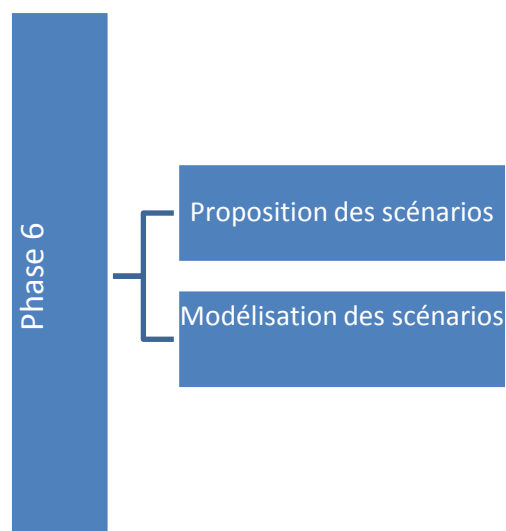 Phase 6
Proposition des scénarios
Modélisation des scénarios